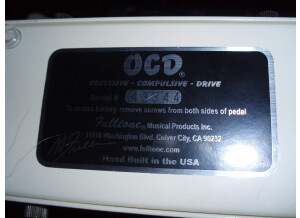 OCD®
OBSESSIVE - COMPULSIVE - DRIVE
Serial #
To access battery remove screws from both sides of pedal
Fulltone® Musical Products Inc.
11018 Washington Blvd. Culver City, CA 90232
www.fulltone.com
Hand Built in the USA